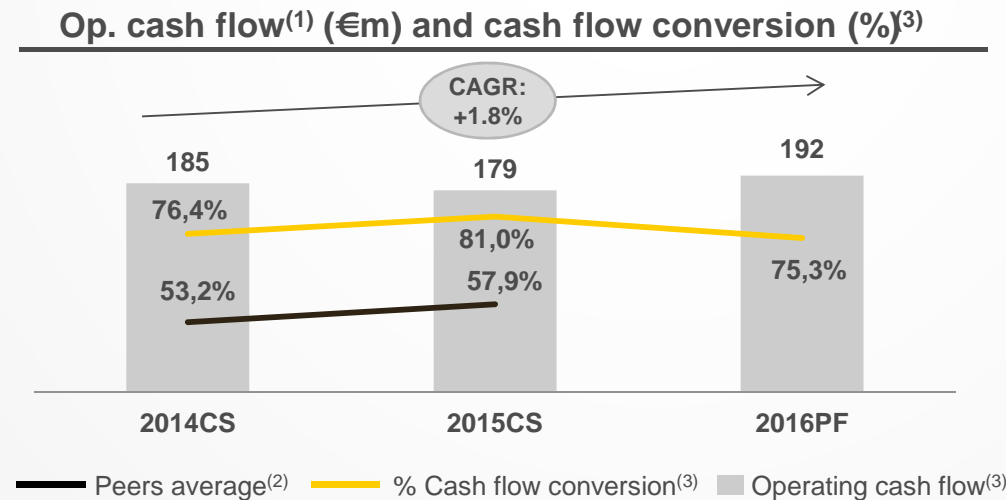 Op. cash flow(1) (€m) and cash flow conversion (%)(3)
CAGR:
+1.8%
185
179
192
76,4%
81,0%
75,3%
53,2%
57,9%
2014CS
2015CS
2016PF
Peers average(2)
% Cash flow conversion(3)
Operating cash flow(3)